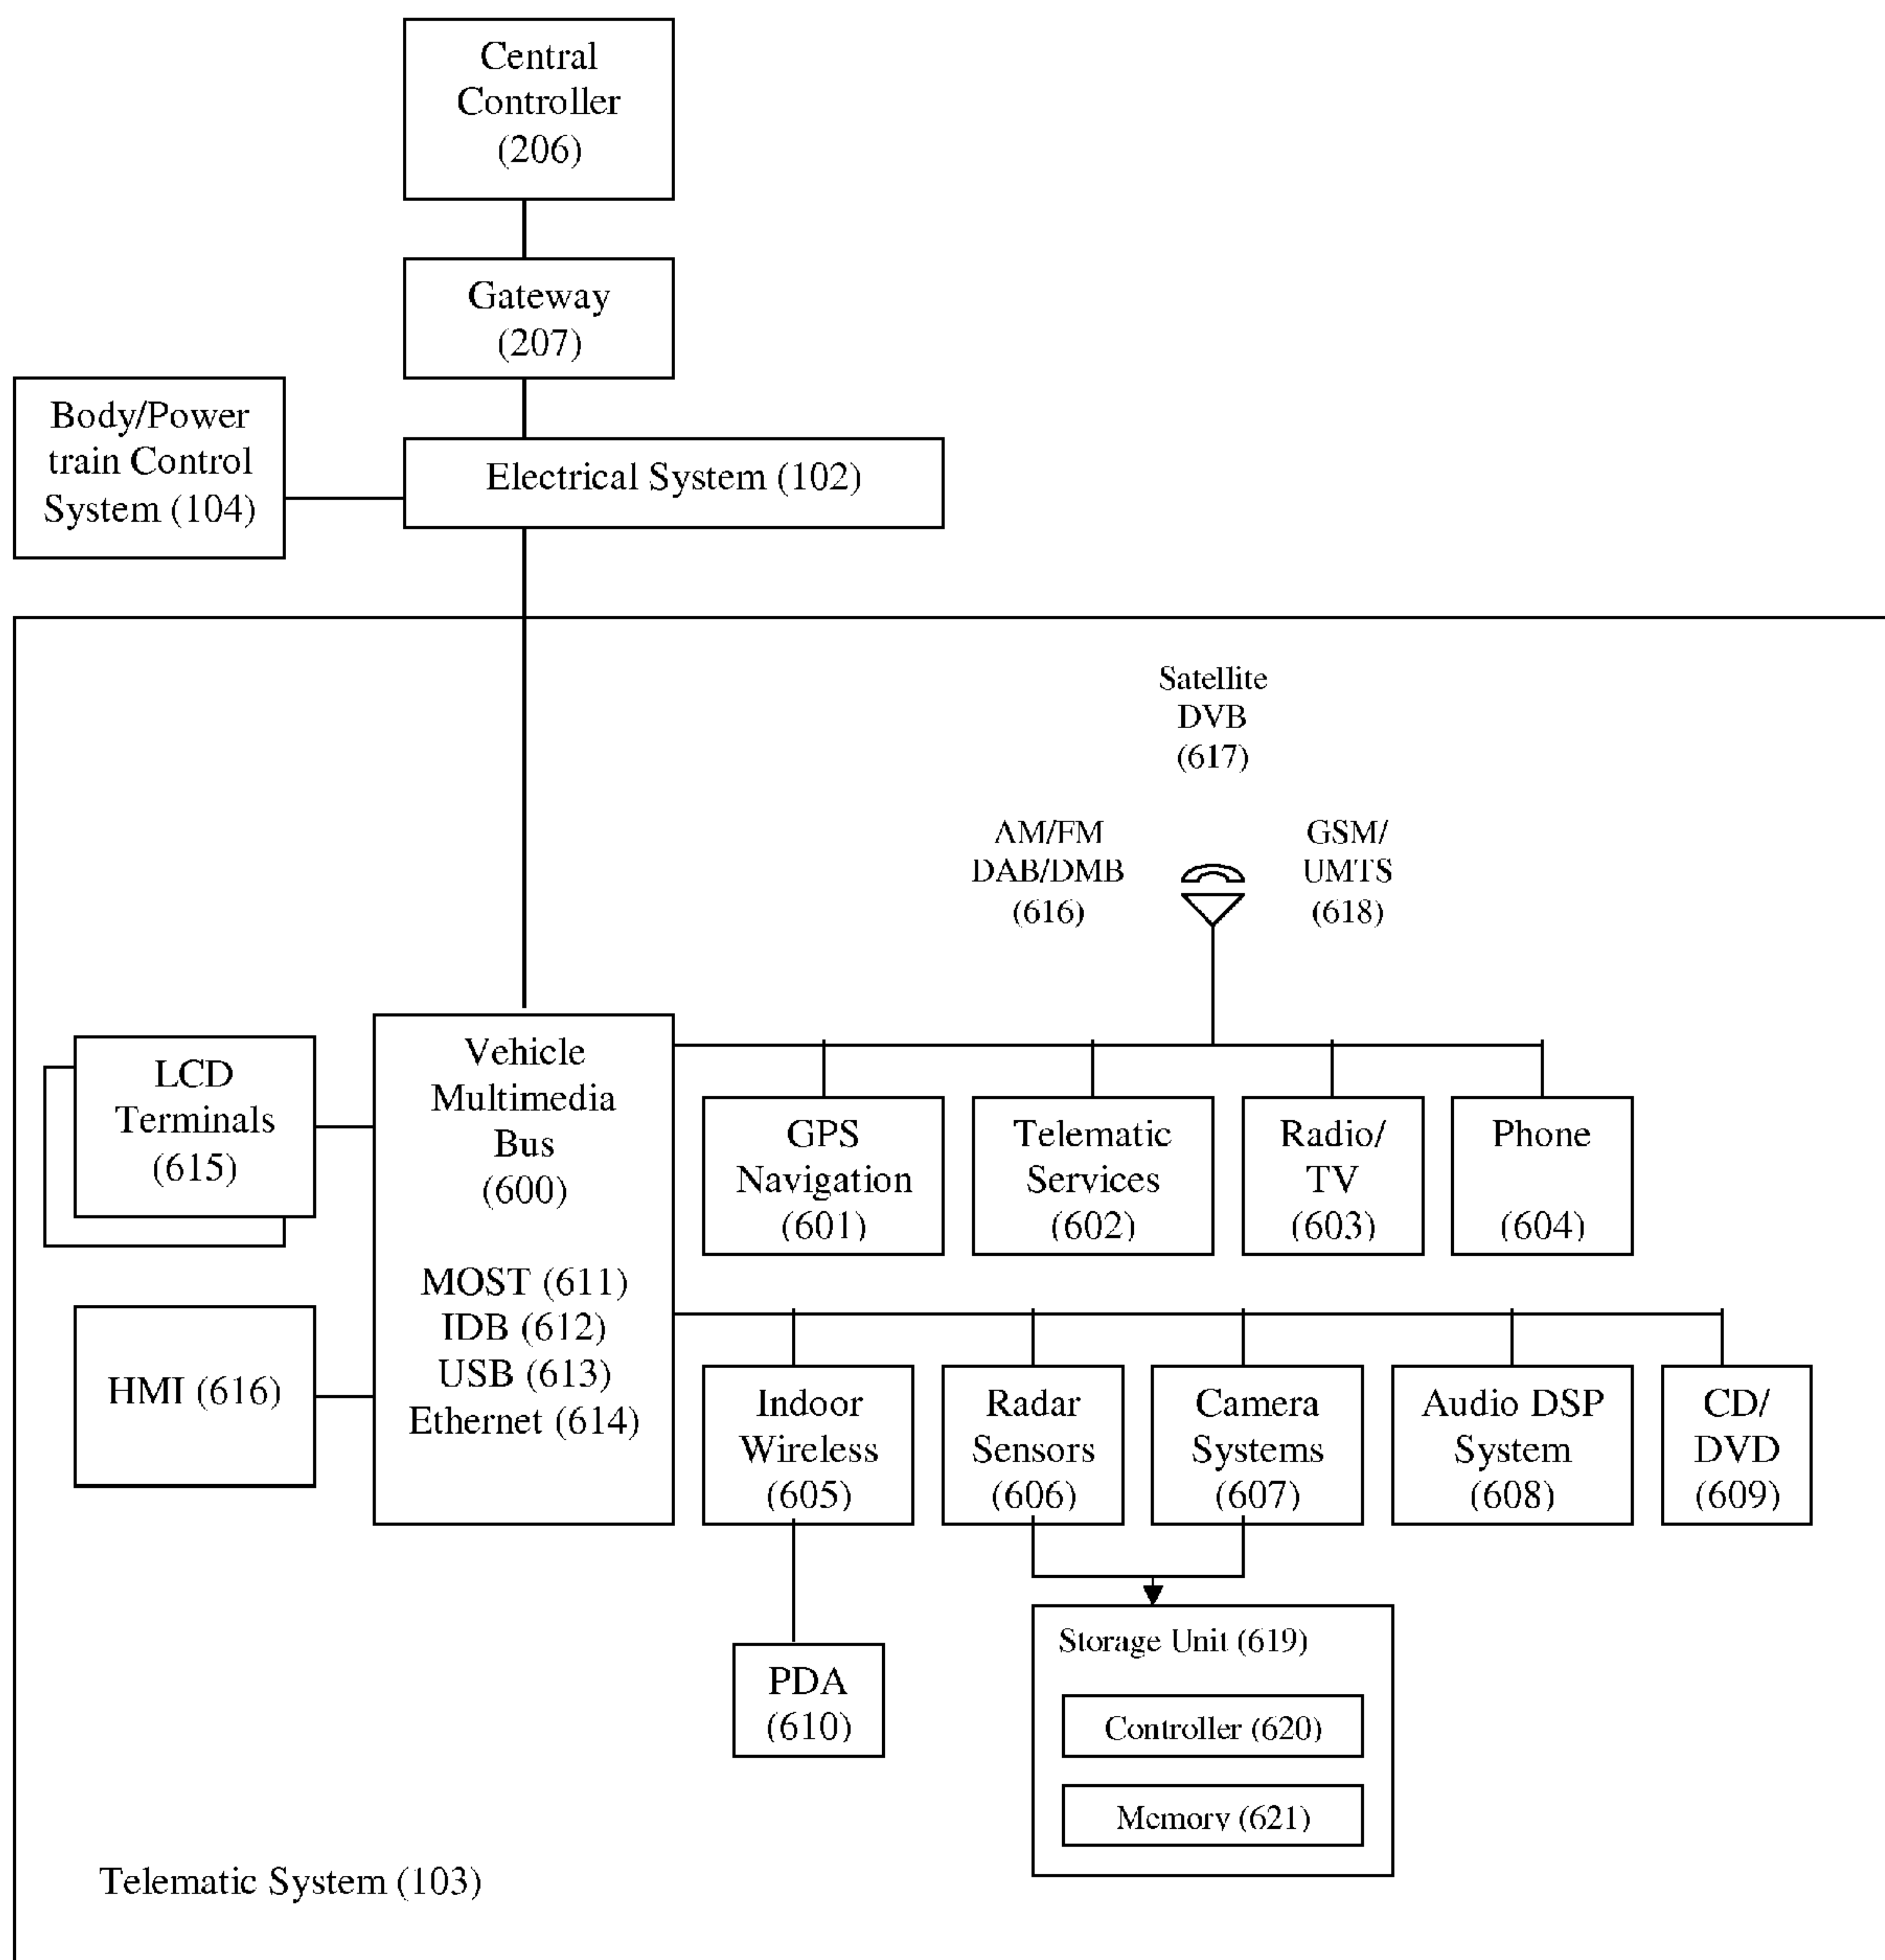 Central
Controller
(206)
Gateway
(207)
Body/Power
train Control
System (104)
Electrical System (102)
Satellite
DVB
(617)
AM/FM
DAB/DMB
(616)
GSM/
UMTS
(618)
LCD
Terminals
(615)
Vehicle
Multimedia
Bus
(600)
MOST (611)
IDB (612)
USB (613)
Ethernet (614)
GPS
Navigation
(601)
Telematic
Services
(602)
Radio/
TV
(603)
Phone
(604)
HMI (616)
Indoor
Wireless
(605)
Radar
Sensors
(606)
Camera
Systems
(607)
Audio DSP
System
(608)
CD/
DVD
(609)
PDA
(610)
Storage Unit (619)
Controller (620)
Memory (621)
Telematic System (103)